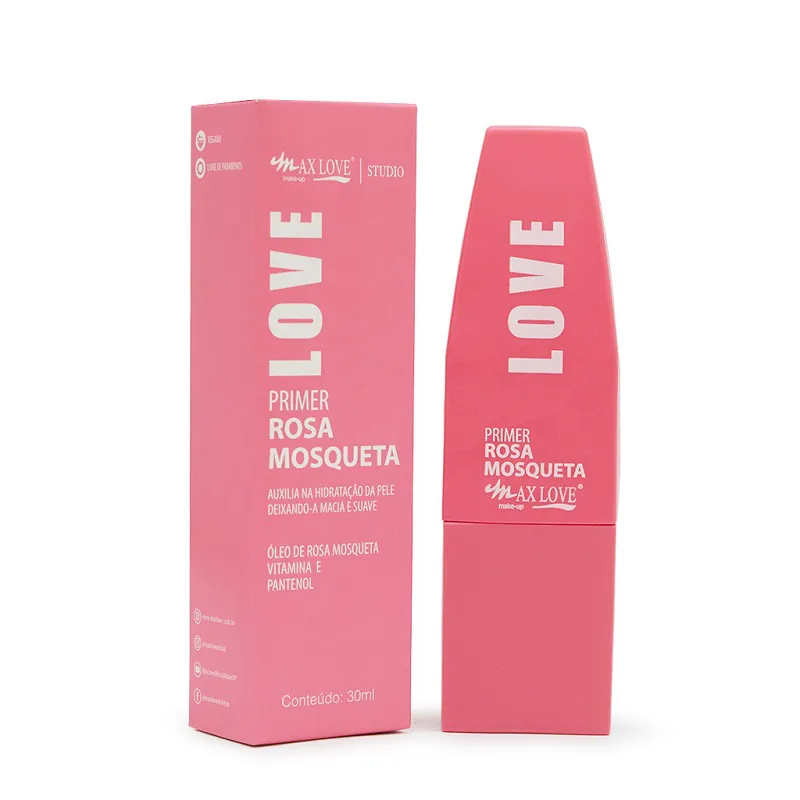 VEGANO
LIVRE DE PARABENOS
MAX LOVE®
make-up
STUDIO
LOVE
PRIMER
ROSA
MOSQUETA
AUXILIA NA HIDRATAÇÃO DA PELE
DEIXANDO-A MACIA E SUAVE
ÓLEO DE ROSA MOSQUETA
VITAMINA E
PANTENOL
Conteúdo: 30ml
LOVE
PRIMER
ROSA
MOSQUETA
MAX LOVE®
make-up